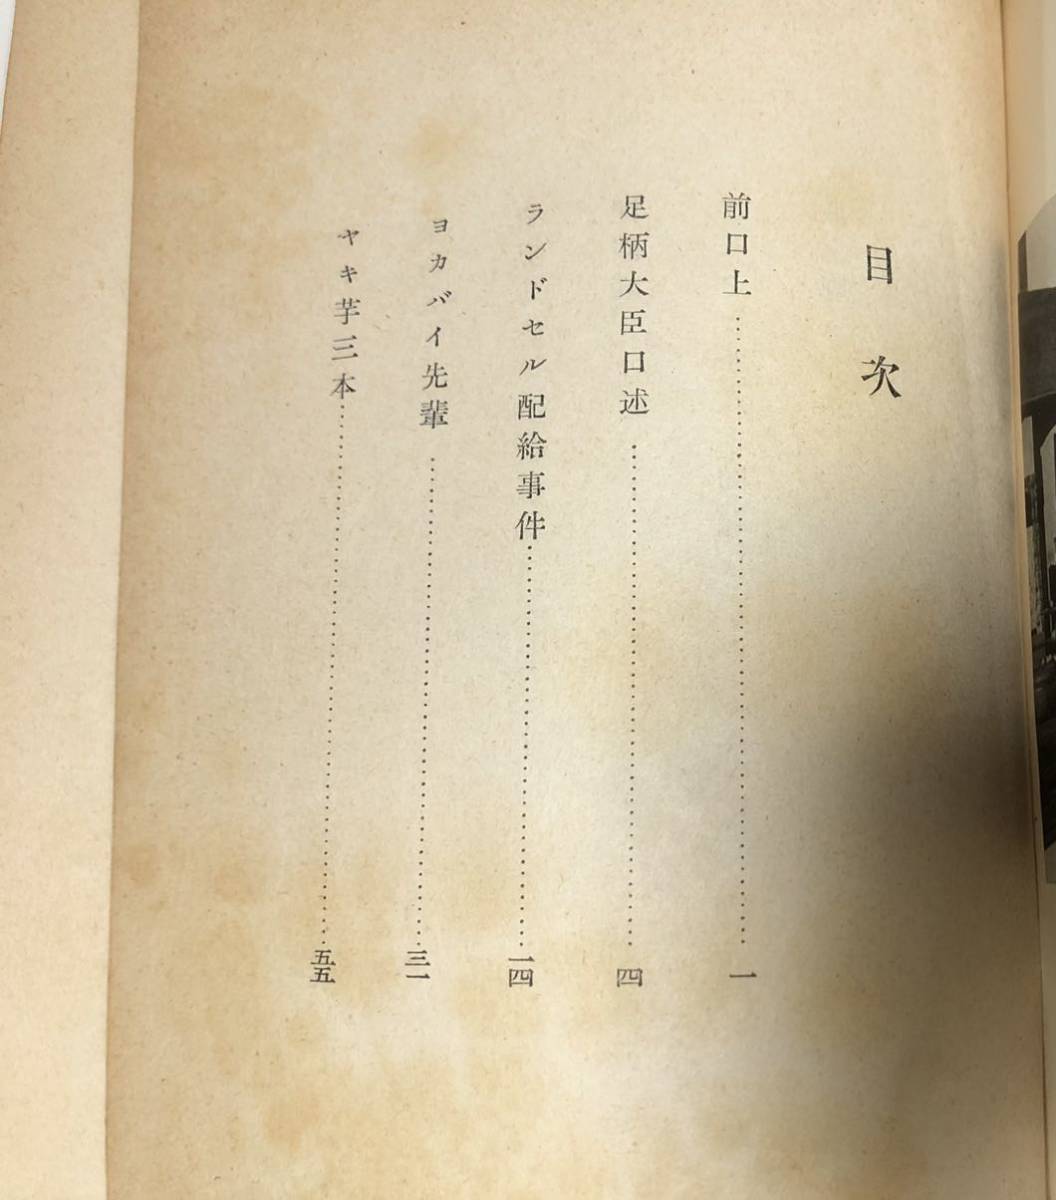 目次
前口上……………………一
足柄大臣口述……………………四
ランドセル配給事件……………………一四
ヨカバイ先輩……………………三一
ヤキ芋三本……………………五五